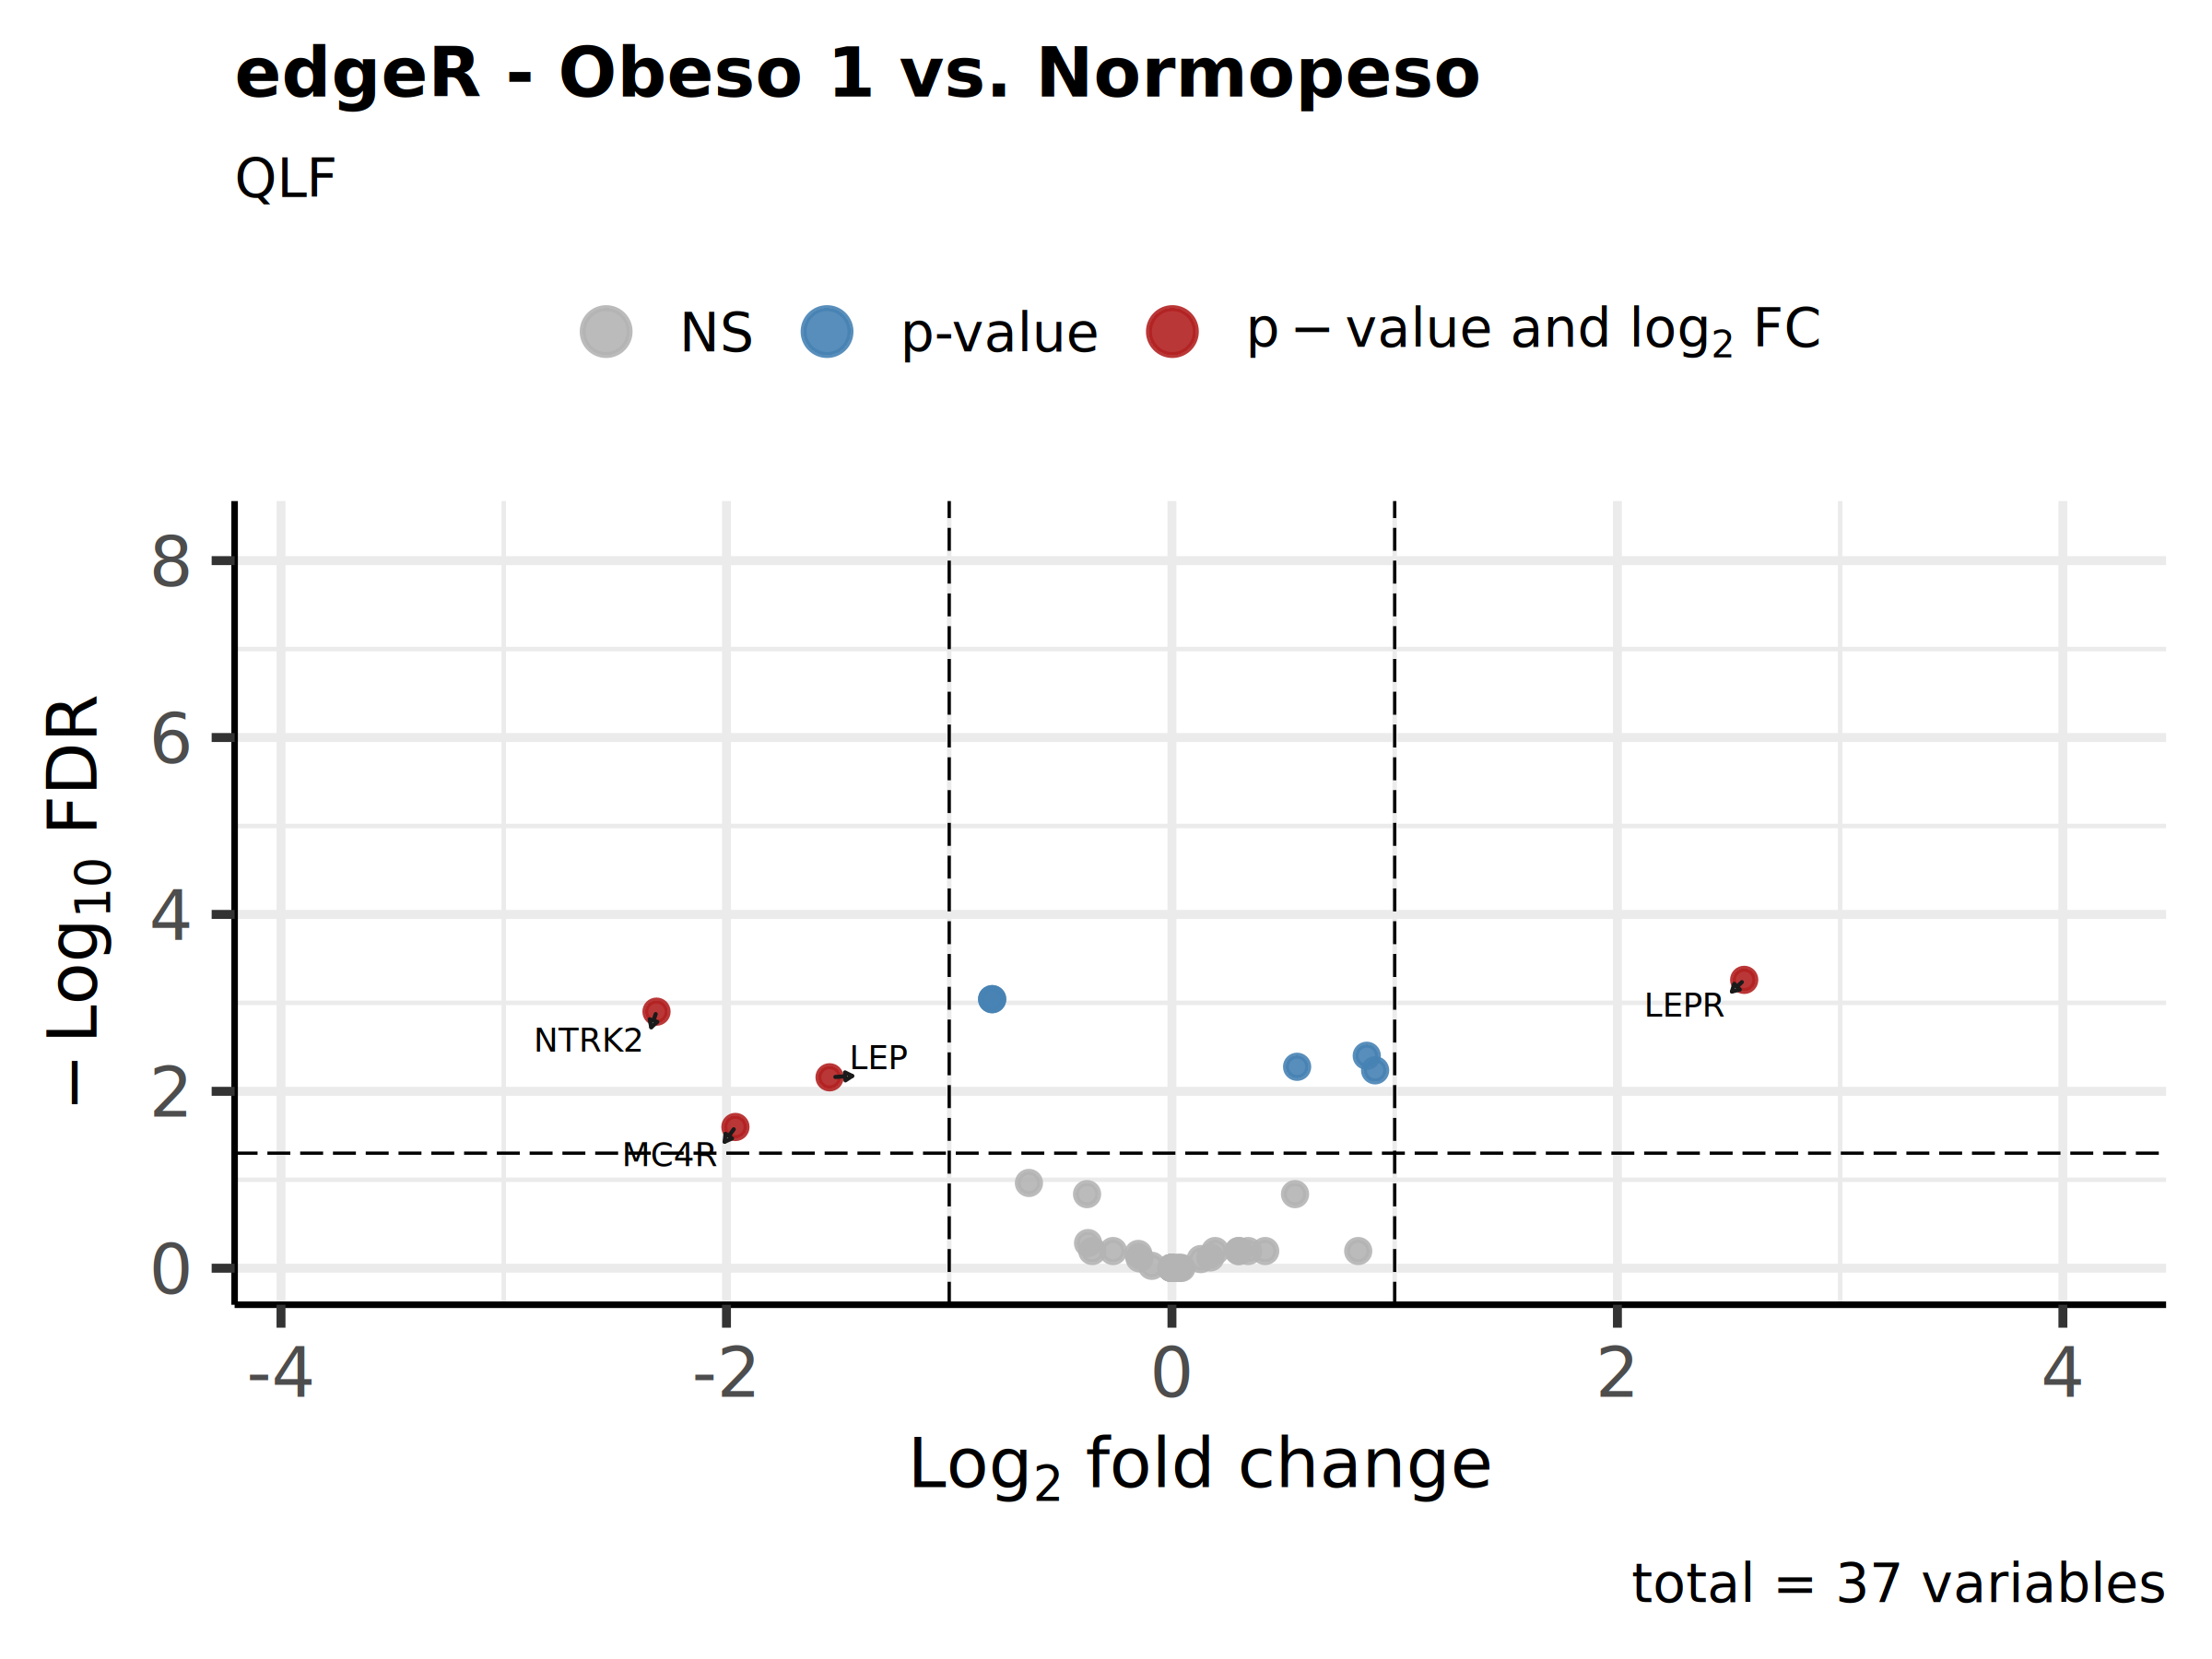 edgeR - Obeso 1 vs. Normopeso
QLF
NS p-value p − value and log₂ FC
8
6
4
2
0
−Log₁₀ FDR
LEPR
NTRK2
LEP
MC4R
-4 -2 0 2 4
Log₂ fold change
total = 37 variables